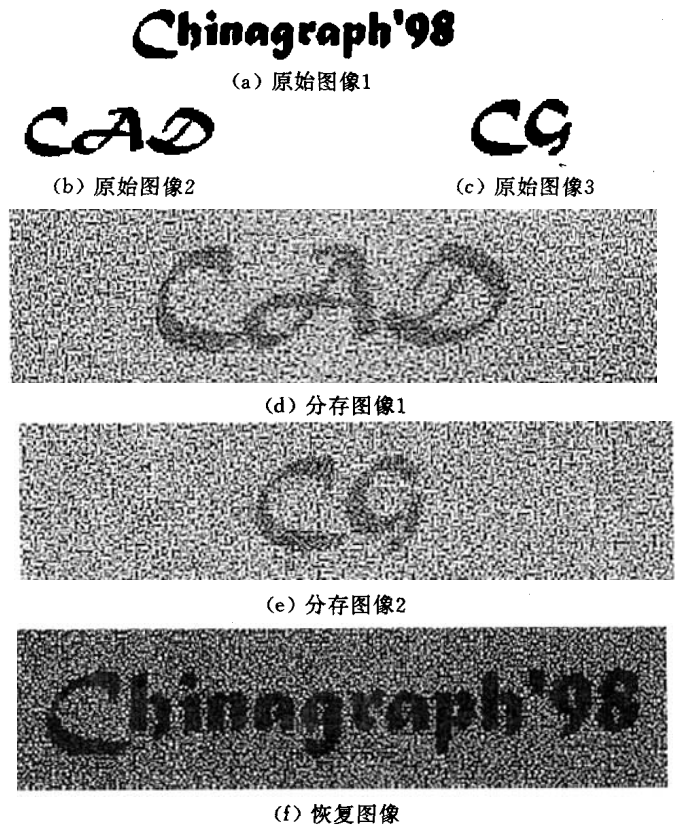 Chinagraph'98
(a)原始图像1
CAD CG
(b)原始图像2 (c)原始图像3
CAD
(d)分存图像1
CG
(e)分存图像2
Chinagraph'98
(f)恢复图像